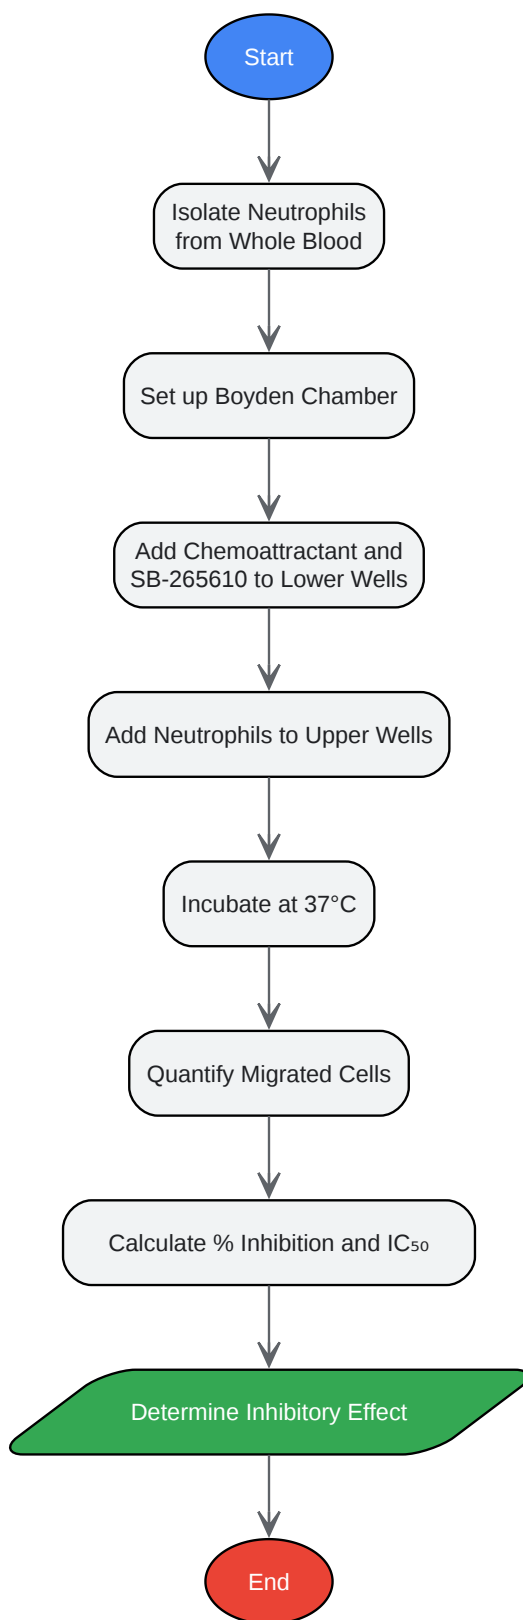 Start
Isolate Neutrophils
from Whole Blood
Set up Boyden Chamber
Add Chemoattractant and
SB-265610 to Lower Wells
Add Neutrophils to Upper Wells
Incubate at 37°C
Quantify Migrated Cells
Calculate % Inhibition and IC₅₀
Determine Inhibitory Effect
End